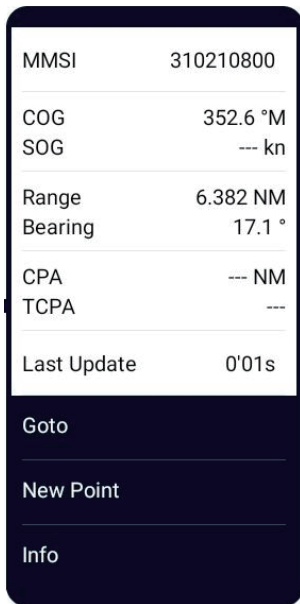 MMSI 310210800
COG 352.6 °M
SOG --- kn
Range 6.382 NM
Bearing 17.1 °
CPA --- NM
TCPA ---
Last Update 0'01s
Goto
New Point
Info